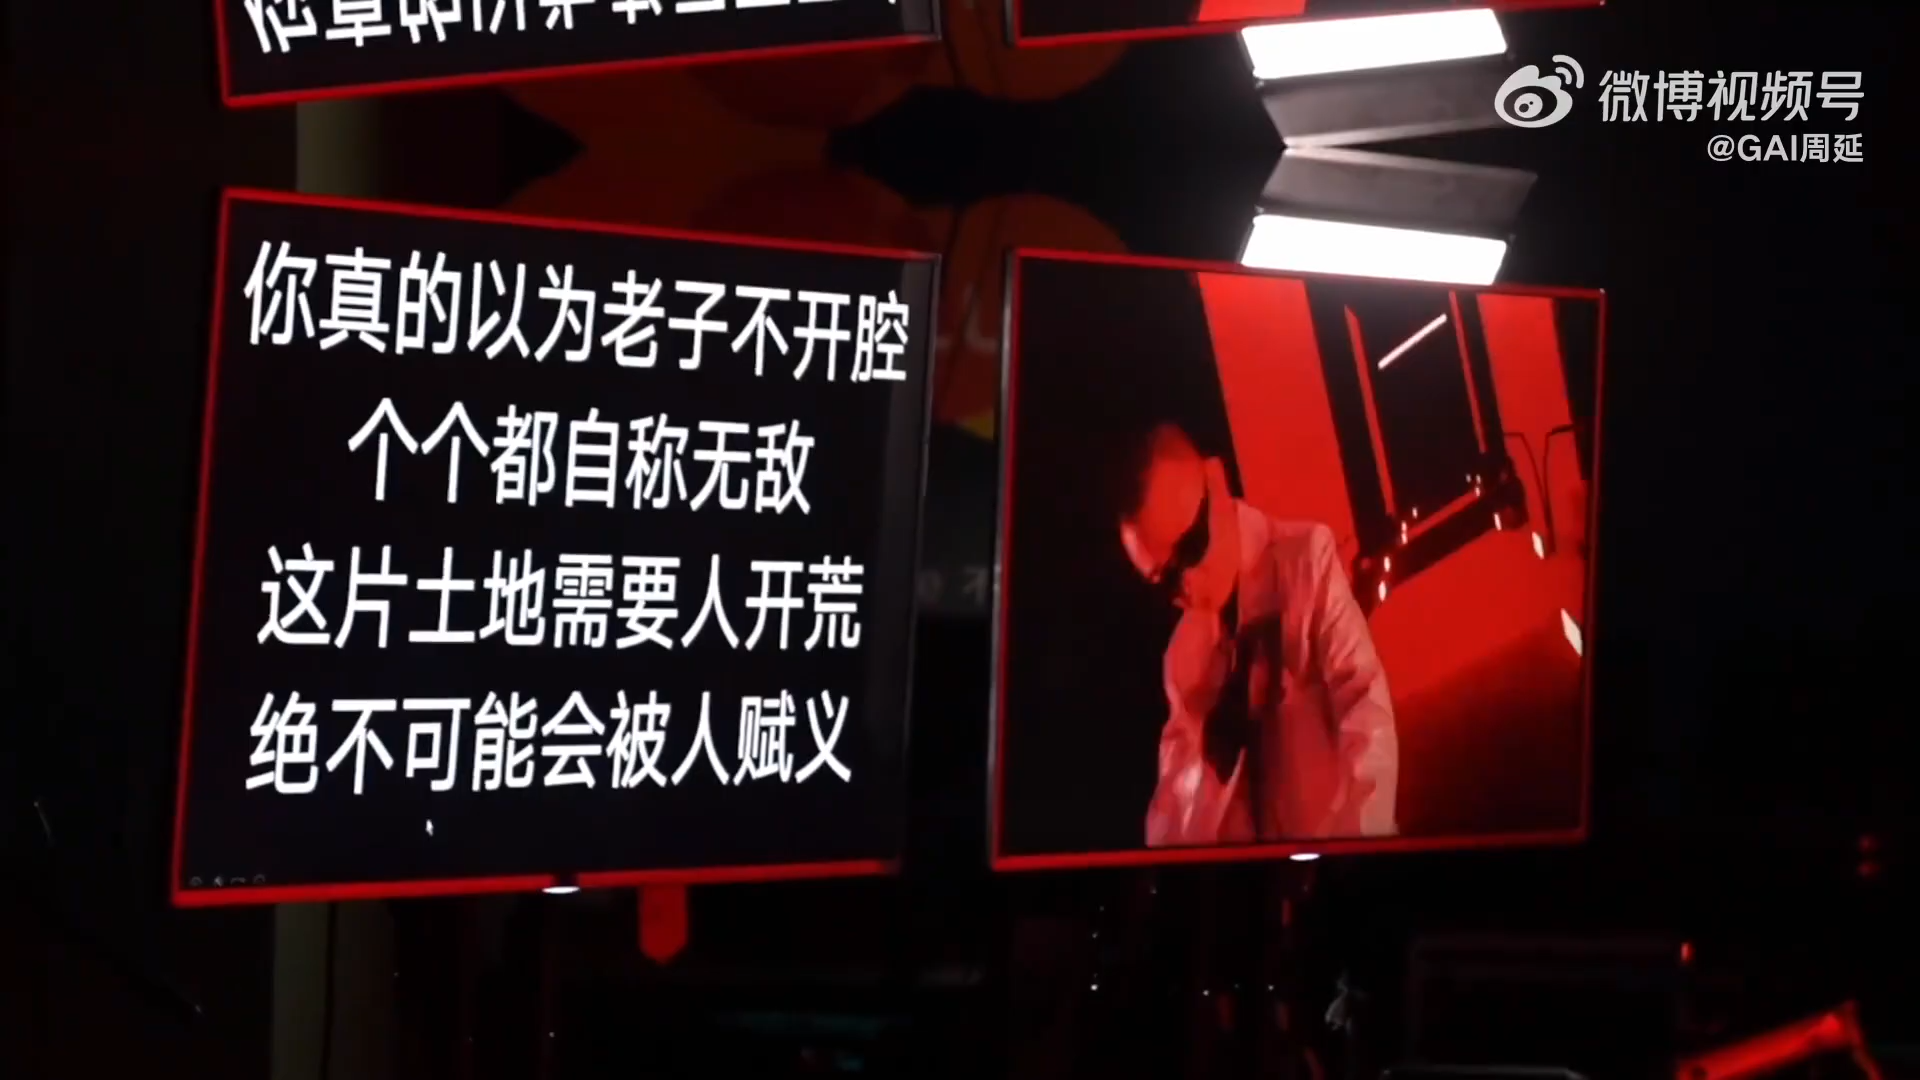 微博视频号
@GAI周延
你真的以为老子不开腔
个个都自称无敌
这片土地需要人开荒
绝不可能会被人赋义